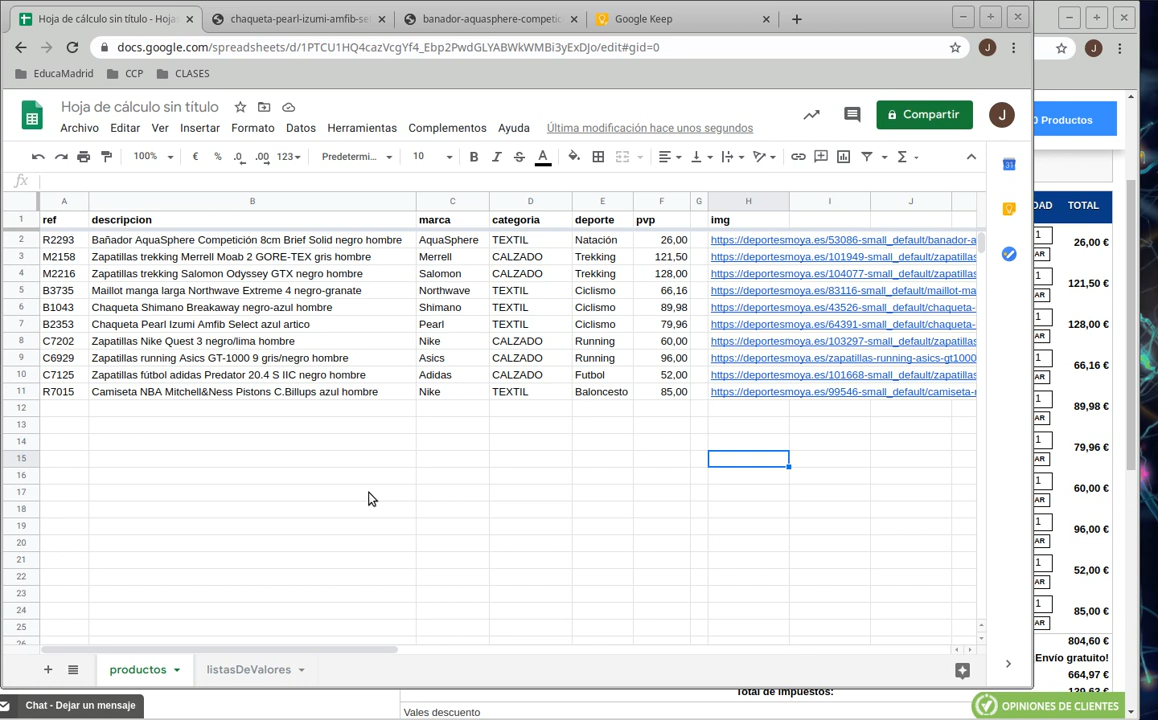 Hoja de cálculo sin título - Hoja
chaqueta-pearl-izumi-amfib-se
banador-aquasphere-competic
Google Keep
docs.google.com/spreadsheets/d/1PTCU1HQ4cazVcgYf4_Ebp2PwdGLYABWkWMBi3yExDJo/edit#gid=0
J
J
EducaMadrid CCP CLASES
Hoja de cálculo sin título
Compartir
J
0 Productos
Archivo Editar Ver Insertar Formato Datos Herramientas Complementos Ayuda Última modificación hace unos segundos
100% € % .0 .00 123 Predetermi... 10 B I S A
31
fx
A B C D E F G H I J
1 ref descripcion marca categoria deporte pvp img
2 R2293 Bañador AquaSphere Competición 8cm Brief Solid negro hombre AquaSphere TEXTIL Natación 26,00 https://deportesmoya.es/53086-small_default/banador-a
3 M2158 Zapatillas trekking Merrell Moab 2 GORE-TEX gris hombre Merrell CALZADO Trekking 121,50 https://deportesmoya.es/101949-small_default/zapatillas
4 M2216 Zapatillas trekking Salomon Odyssey GTX negro hombre Salomon CALZADO Trekking 128,00 https://deportesmoya.es/104077-small_default/zapatillas
5 B3735 Maillot manga larga Northwave Extreme 4 negro-granate Northwave TEXTIL Ciclismo 66,16 https://deportesmoya.es/83116-small_default/maillot-ma
6 B1043 Chaqueta Shimano Breakaway negro-azul hombre Shimano TEXTIL Ciclismo 89,98 https://deportesmoya.es/43526-small_default/chaqueta-
7 B2353 Chaqueta Pearl Izumi Amfib Select azul artico Pearl TEXTIL Ciclismo 79,96 https://deportesmoya.es/64391-small_default/chaqueta-
8 C7202 Zapatillas Nike Quest 3 negro/lima hombre Nike CALZADO Running 60,00 https://deportesmoya.es/103297-small_default/zapatillas
9 C6929 Zapatillas running Asics GT-1000 9 gris/negro hombre Asics CALZADO Running 96,00 https://deportesmoya.es/zapatillas-running-asics-gt1000
10 C7125 Zapatillas fútbol adidas Predator 20.4 S IIC negro hombre Adidas CALZADO Futbol 52,00 https://deportesmoya.es/101668-small_default/zapatillas
11 R7015 Camiseta NBA Mitchell&Ness Pistons C.Billups azul hombre Nike TEXTIL Baloncesto 85,00 https://deportesmoya.es/99546-small_default/camiseta-r
12
13
14
15
16
17
18
19
20
21
22
23
24
25
26
productos listasDeValores
DAD TOTAL
1
26,00 €
AR
1
121,50 €
AR
1
128,00 €
AR
1
66,16 €
AR
1
89,98 €
AR
1
79,96 €
AR
1
60,00 €
AR
1
96,00 €
AR
1
52,00 €
AR
1
85,00 €
AR
804,60 €
¡Envío gratuito!
664,97 €
Total de impuestos: 139,63 €
Vales descuento
Chat - Dejar un mensaje
OPINIONES DE CLIENTES